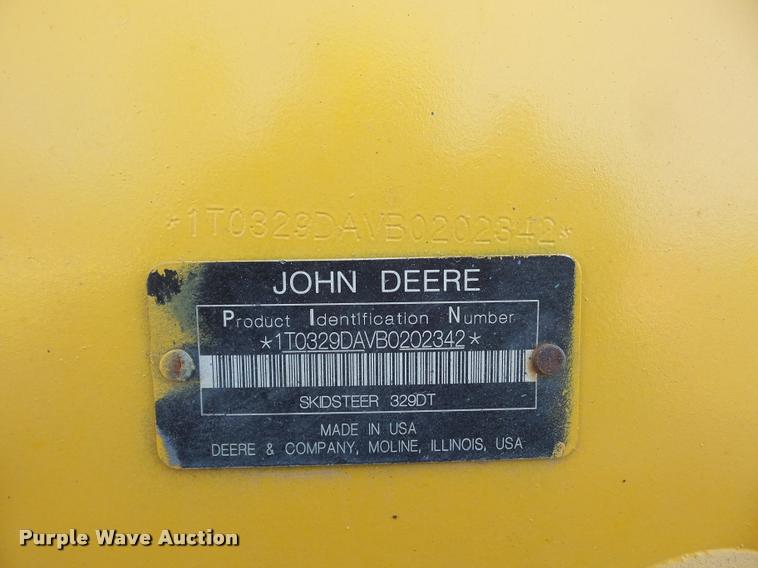 *1T0329DAVB0202342*
JOHN DEERE
Product Identification Number
*1T0329DAVB0202342*
SKIDSTEER 329DT
MADE IN USA
DEERE & COMPANY, MOLINE, ILLINOIS, USA
Purple Wave Auction